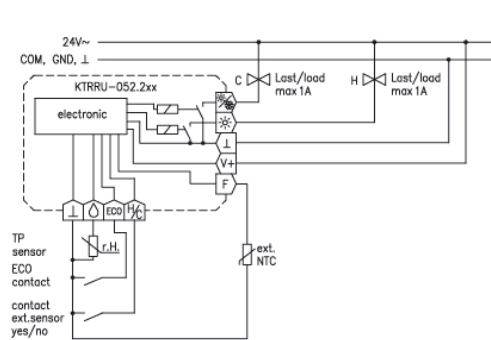 24V~
COM, GND, ⊥
KTRRU-052.2xx
electronic
C Last/load
max 1A
H Last/load
max 1A
⊥
V+
F
⊥ ECO H/C
TP
sensor
r.H.
ext.
NTC
ECO
contact
contact
ext.sensor
yes/no